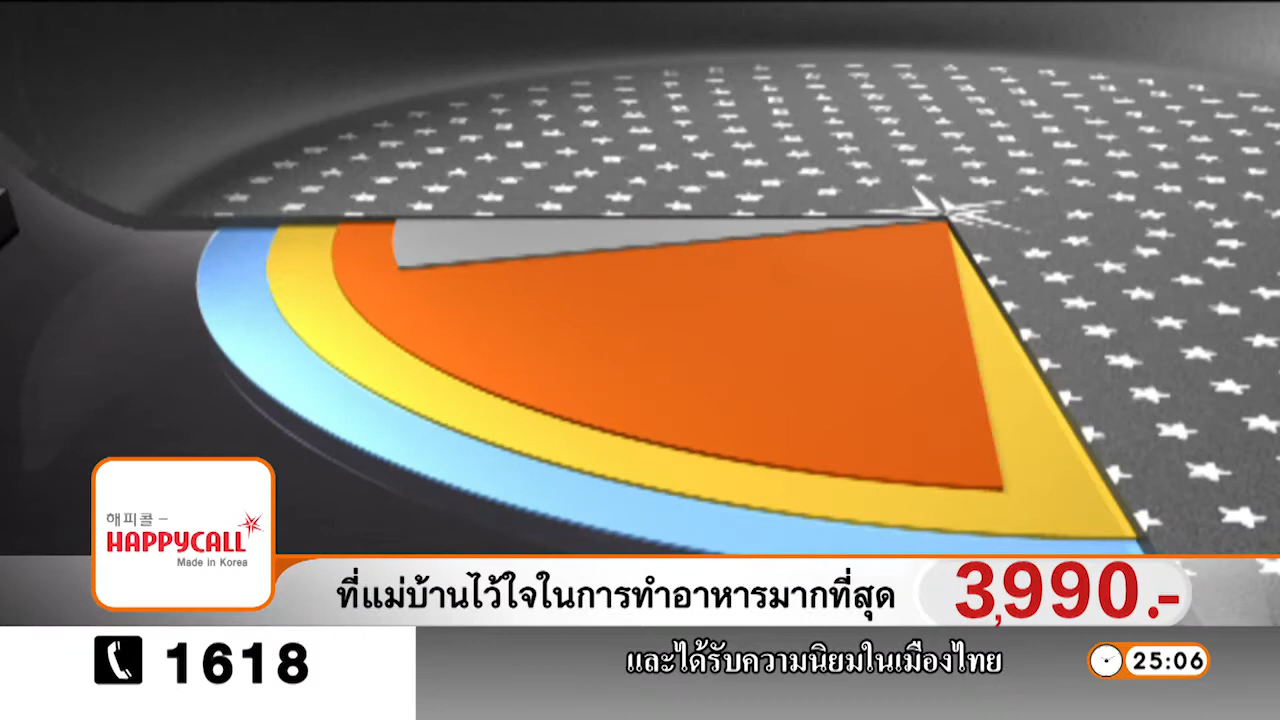 해피콜
HAPPYCALL
Made in Korea
ที่แม่บ้านไว้ใจในการทำอาหารมากที่สุด
3,990.-
1618
และได้รับความนิยมในเมืองไทย
25:06